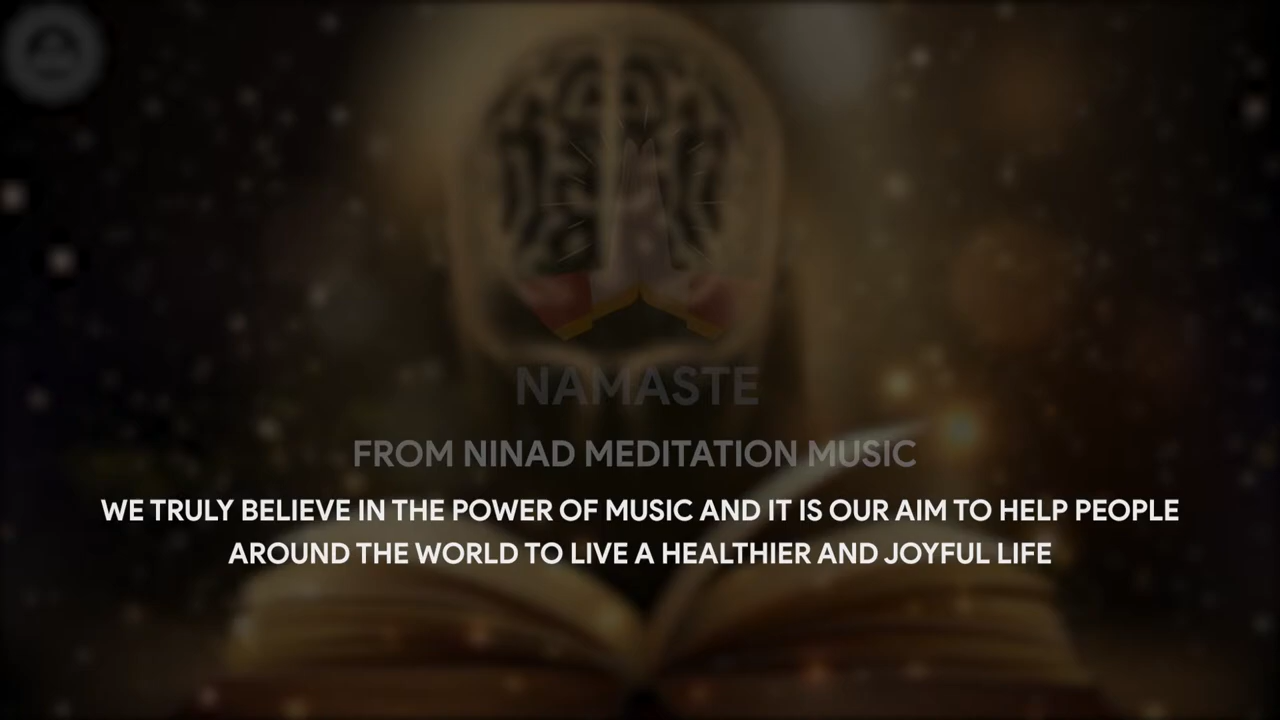 NAMASTE
FROM NINAD MEDITATION MUSIC
WE TRULY BELIEVE IN THE POWER OF MUSIC AND IT IS OUR AIM TO HELP PEOPLE
AROUND THE WORLD TO LIVE A HEALTHIER AND JOYFUL LIFE